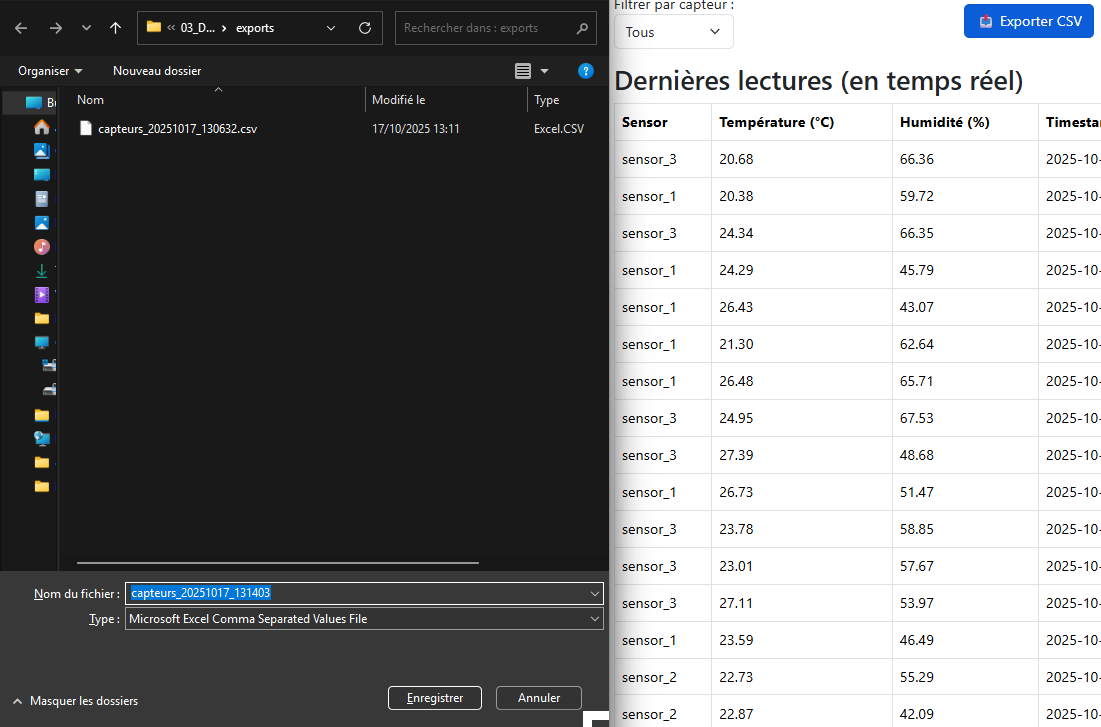 03_D... > exports
Rechercher dans : exports
Organiser
Nouveau dossier
Nom
Modifié le
Type
capteurs_20251017_130632.csv
17/10/2025 13:11
Excel.CSV
Nom du fichier :
capteurs_20251017_131403
Type :
Microsoft Excel Comma Separated Values File
Masquer les dossiers
Enregistrer
Annuler
Filtrer par capteur :
Tous
Exporter CSV
Dernières lectures (en temps réel)
Sensor Température (°C) Humidité (%) Timesta
sensor_3 20.68 66.36 2025-10-
sensor_1 20.38 59.72 2025-10-
sensor_3 24.34 66.35 2025-10-
sensor_1 24.29 45.79 2025-10-
sensor_1 26.43 43.07 2025-10-
sensor_1 21.30 62.64 2025-10-
sensor_1 26.48 65.71 2025-10-
sensor_3 24.95 67.53 2025-10-
sensor_3 27.39 48.68 2025-10-
sensor_1 26.73 51.47 2025-10-
sensor_3 23.78 58.85 2025-10-
sensor_3 23.01 57.67 2025-10-
sensor_3 27.11 53.97 2025-10-
sensor_1 23.59 46.49 2025-10-
sensor_2 22.73 55.29 2025-10-
sensor_2 22.87 42.09 2025-10-